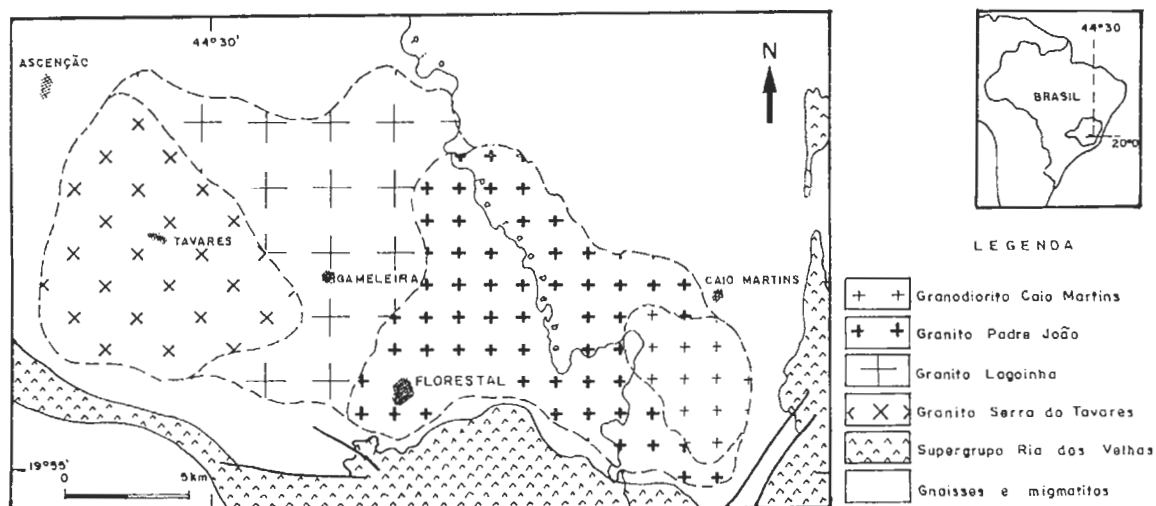 44°30'
ASCENÇÃO
N
TAVARES
GAMELEIRA
CAIO MARTINS
FLORESTAL
19°55'
0 5km
44°30
BRASIL
20°0
LEGENDA
Granodiorito Caio Martins
Granito Padre João
Granito Lagoinha
Granito Serra do Tavares
Supergrupo Rio das Velhas
Gnaisses e migmatitos